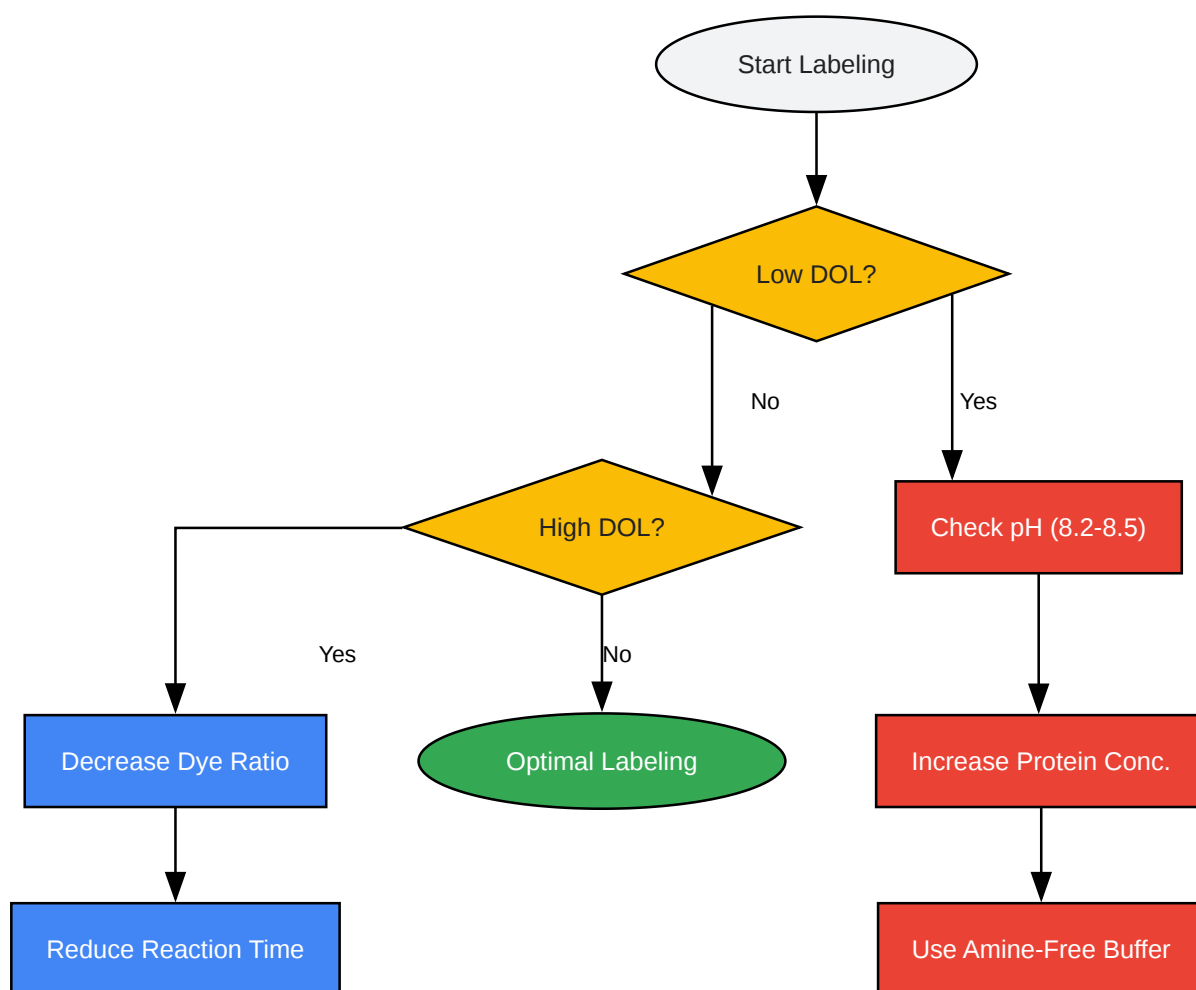 Start Labeling
Low DOL?
No
Yes
High DOL?
Check pH (8.2-8.5)
Yes
No
Decrease Dye Ratio
Optimal Labeling
Increase Protein Conc.
Reduce Reaction Time
Use Amine-Free Buffer